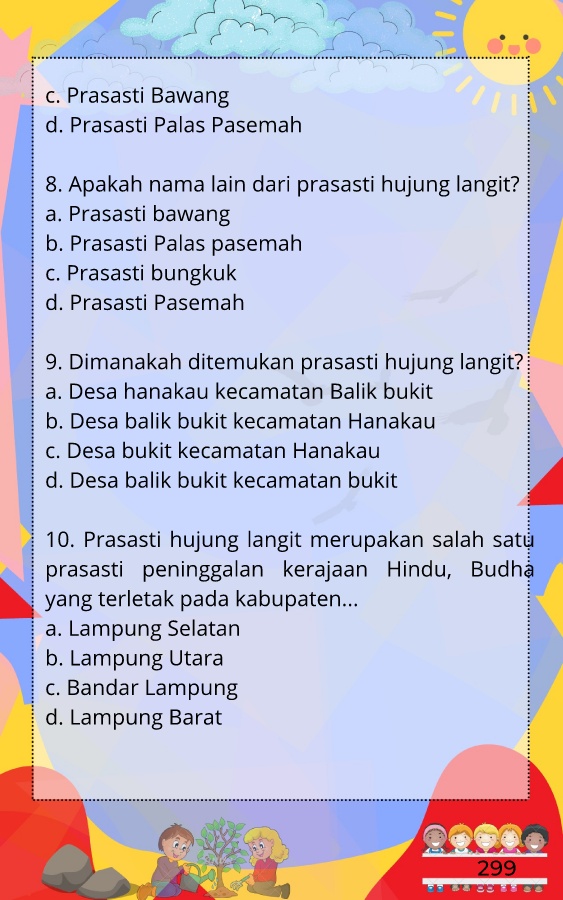 c. Prasasti Bawang
d. Prasasti Palas Pasemah
8. Apakah nama lain dari prasasti hujung langit?
a. Prasasti bawang
b. Prasasti Palas pasemah
c. Prasasti bungkuk
d. Prasasti Pasemah
9. Dimanakah ditemukan prasasti hujung langit?
a. Desa hanakau kecamatan Balik bukit
b. Desa balik bukit kecamatan Hanakau
c. Desa bukit kecamatan Hanakau
d. Desa balik bukit kecamatan bukit
10. Prasasti hujung langit merupakan salah satu
prasasti peninggalan kerajaan Hindu, Budha
yang terletak pada kabupaten...
a. Lampung Selatan
b. Lampung Utara
c. Bandar Lampung
d. Lampung Barat
299